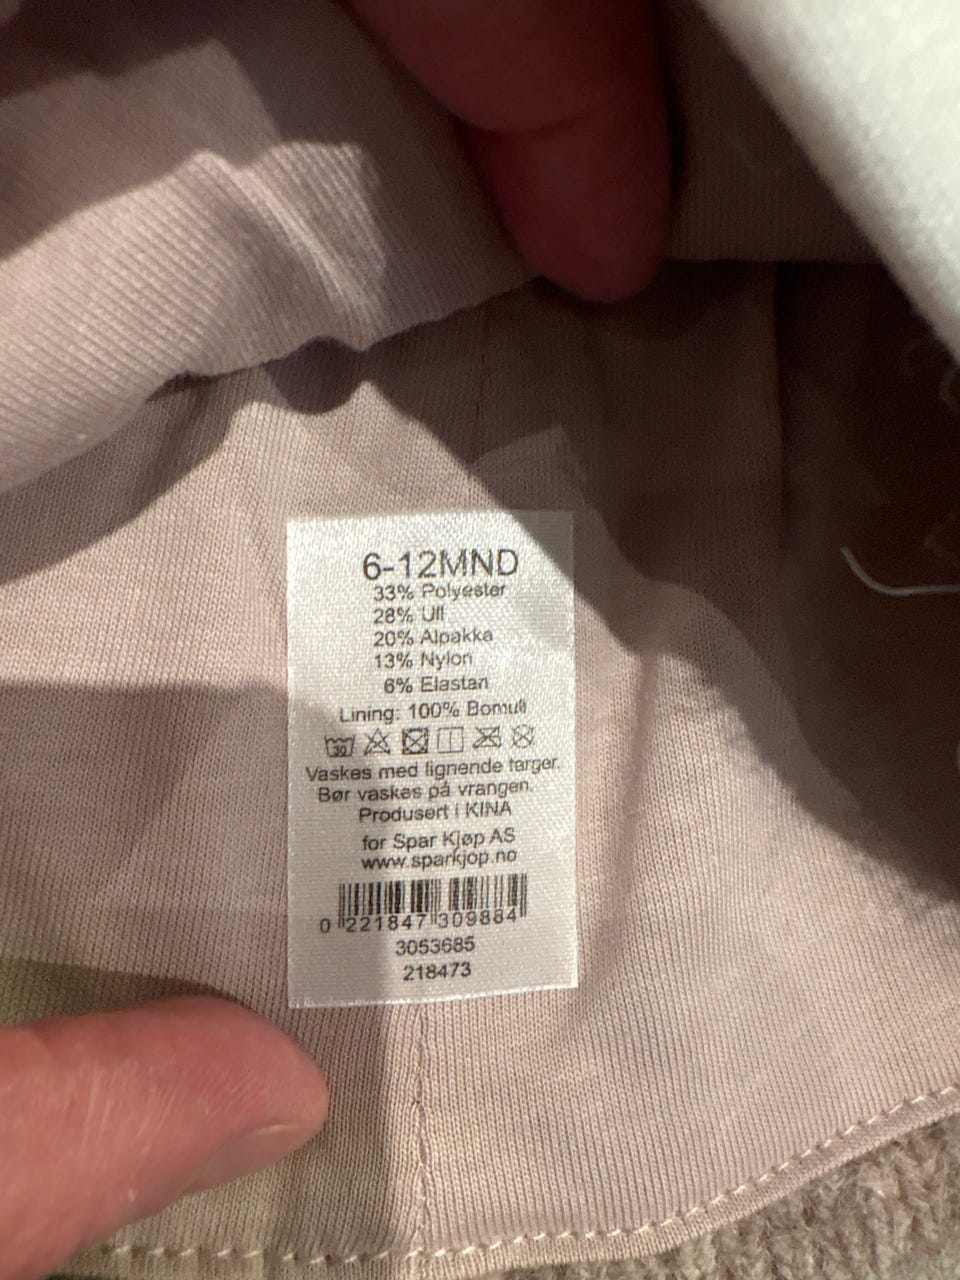 6-12MND
33% Polyester
28% Ull
20% Alpakka
13% Nylon
6% Elastan
Lining: 100% Bomull
30
Vaskes med lignende farger.
Bør vaskes på vrangen.
Produsert i KINA
for Spar Kjøp AS
www.sparkjop.no
0 221847 309884
3053685
218473